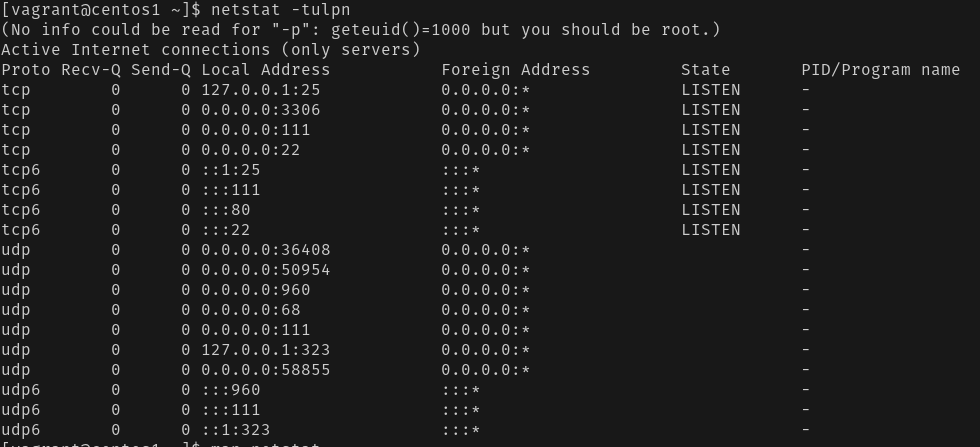 [vagrant@centos1 ~]$ netstat -tulpn
(No info could be read for "-p": geteuid()=1000 but you should be root.)
Active Internet connections (only servers)
Proto Recv-Q Send-Q Local Address           Foreign Address         State       PID/Program name
tcp        0      0 127.0.0.1:25            0.0.0.0:*               LISTEN      -
tcp        0      0 0.0.0.0:3306            0.0.0.0:*               LISTEN      -
tcp        0      0 0.0.0.0:111             0.0.0.0:*               LISTEN      -
tcp        0      0 0.0.0.0:22              0.0.0.0:*               LISTEN      -
tcp6       0      0 ::1:25                  :::*                    LISTEN      -
tcp6       0      0 :::111                  :::*                    LISTEN      -
tcp6       0      0 :::80                   :::*                    LISTEN      -
tcp6       0      0 :::22                   :::*                    LISTEN      -
udp        0      0 0.0.0.0:36408           0.0.0.0:*                           -
udp        0      0 0.0.0.0:50954           0.0.0.0:*                           -
udp        0      0 0.0.0.0:960             0.0.0.0:*                           -
udp        0      0 0.0.0.0:68              0.0.0.0:*                           -
udp        0      0 0.0.0.0:111             0.0.0.0:*                           -
udp        0      0 127.0.0.1:323           0.0.0.0:*                           -
udp        0      0 0.0.0.0:58855           0.0.0.0:*                           -
udp6       0      0 :::960                  :::*                                -
udp6       0      0 :::111                  :::*                                -
udp6       0      0 ::1:323                 :::*                                -
[vagrant@centos1 ~]$ man netstat